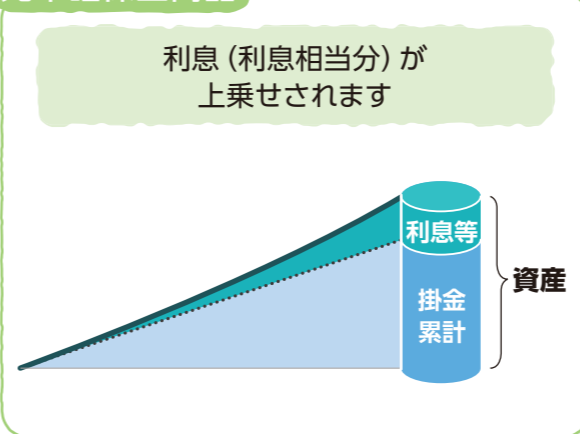 利息（利息相当分）が
上乗せされます
利息等
掛金
累計
資産